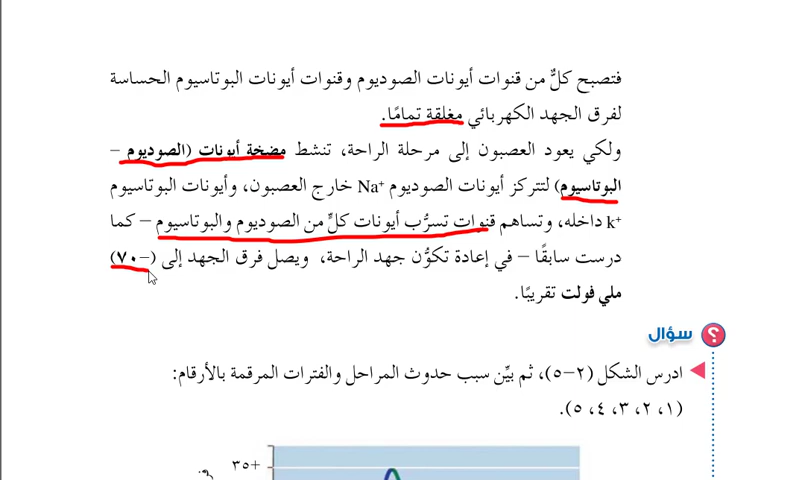 فتصبح كلٌّ من قنوات أيونات الصوديوم وقنوات أيونات البوتاسيوم الحساسة
لفرق الجهد الكهربائي مغلقة تمامًا.
ولكي يعود العصبون إلى مرحلة الراحة، تنشط مضخة أيونات (الصوديوم –
البوتاسيوم) لتتركز أيونات الصوديوم Na⁺ خارج العصبون، وأيونات البوتاسيوم
k⁺ داخله، وتساهم قنوات تسرُّب أيونات كلٍّ من الصوديوم والبوتاسيوم – كما
درست سابقًا – في إعادة تكوُّن جهد الراحة، ويصل فرق الجهد إلى (–٧٠)
ملي فولت تقريبًا.
؟ سؤال
ادرس الشكل (٢-٥)، ثم بيِّن سبب حدوث المراحل والفترات المرقمة بالأرقام:
(١، ٢، ٣، ٤، ٥).
+٣٥